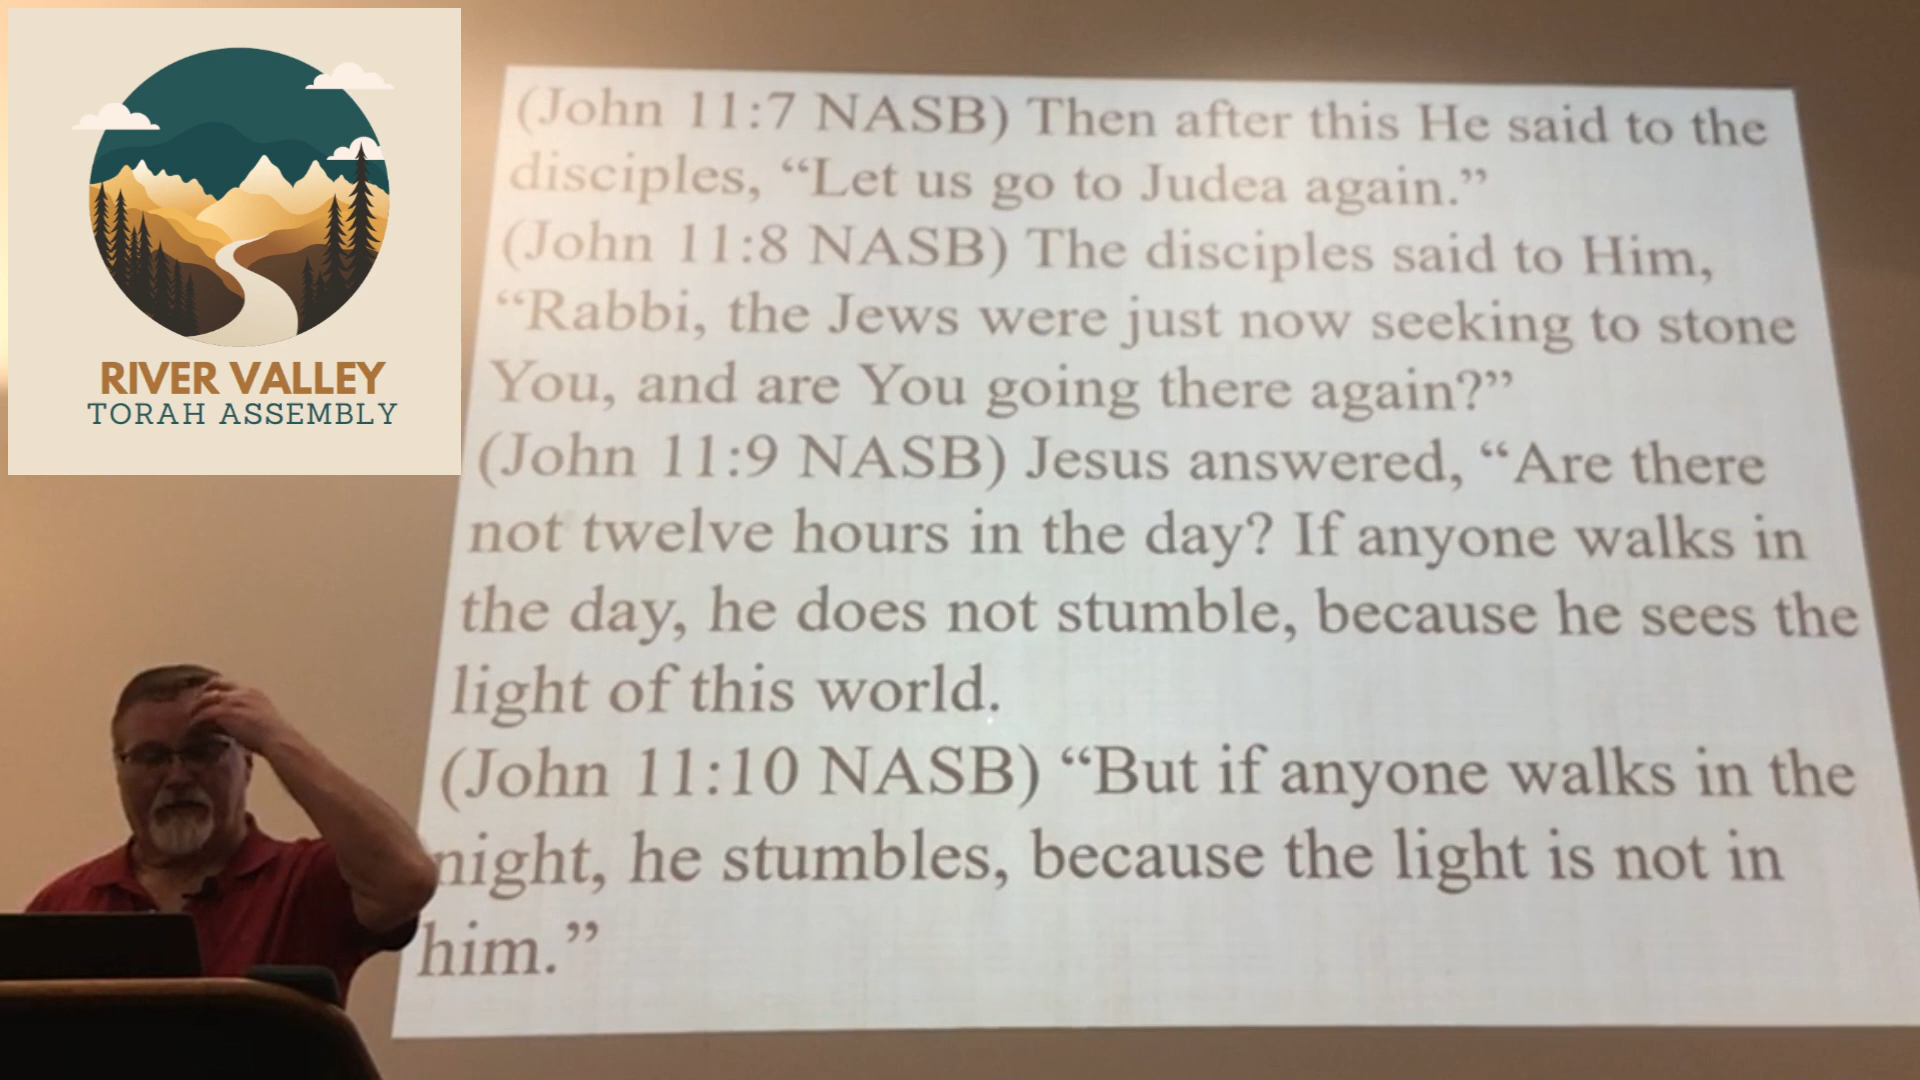 RIVER VALLEY
TORAH ASSEMBLY
(John 11:7 NASB) Then after this He said to the
disciples, “Let us go to Judea again.”
(John 11:8 NASB) The disciples said to Him,
“Rabbi, the Jews were just now seeking to stone
You, and are You going there again?”
(John 11:9 NASB) Jesus answered, “Are there
not twelve hours in the day? If anyone walks in
the day, he does not stumble, because he sees the
light of this world.
(John 11:10 NASB) “But if anyone walks in the
night, he stumbles, because the light is not in
him.”